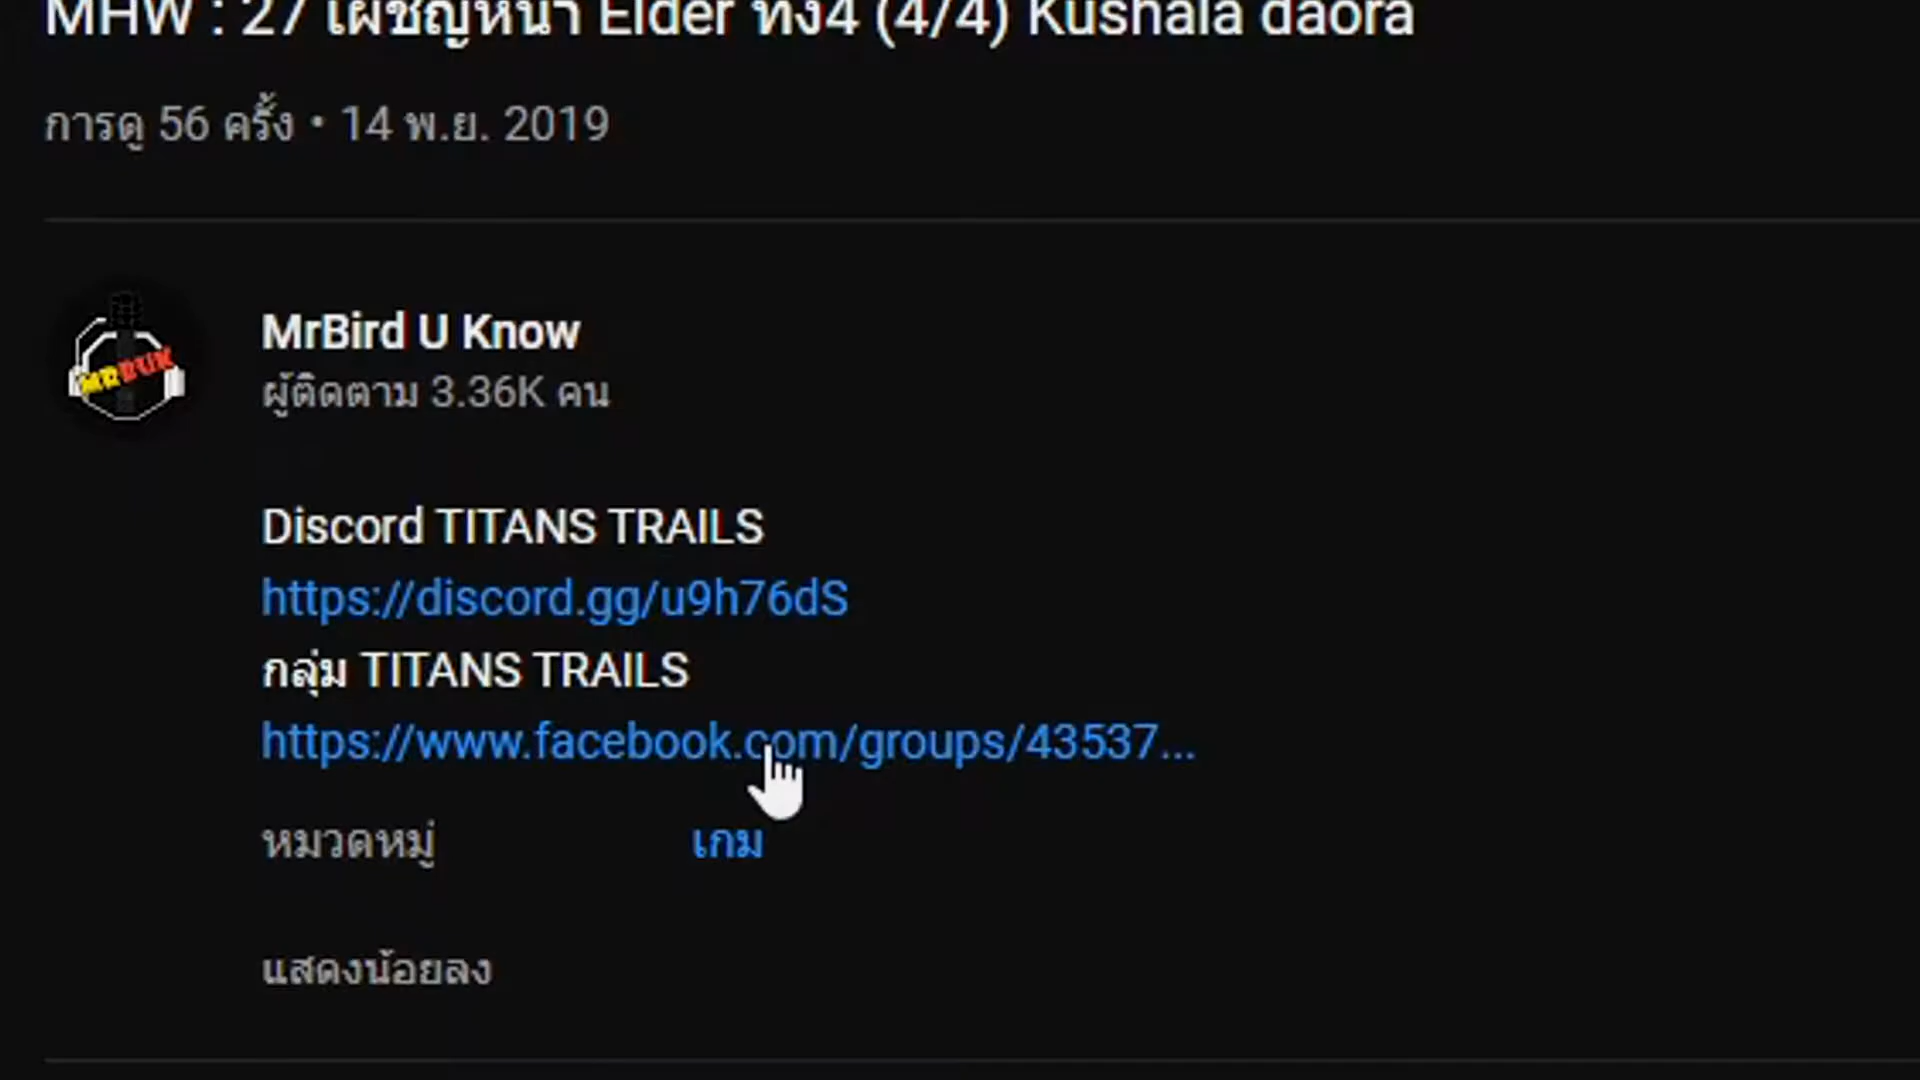 MHW : 27 เผชิญหน้า Elder ทั้ง4 (4/4) Kushala daora
การดู 56 ครั้ง • 14 พ.ย. 2019
MRBUK
MrBird U Know
ผู้ติดตาม 3.36K คน
Discord TITANS TRAILS
https://discord.gg/u9h76dS
กลุ่ม TITANS TRAILS
https://www.facebook.com/groups/43537...
หมวดหมู่ เกม
แสดงน้อยลง